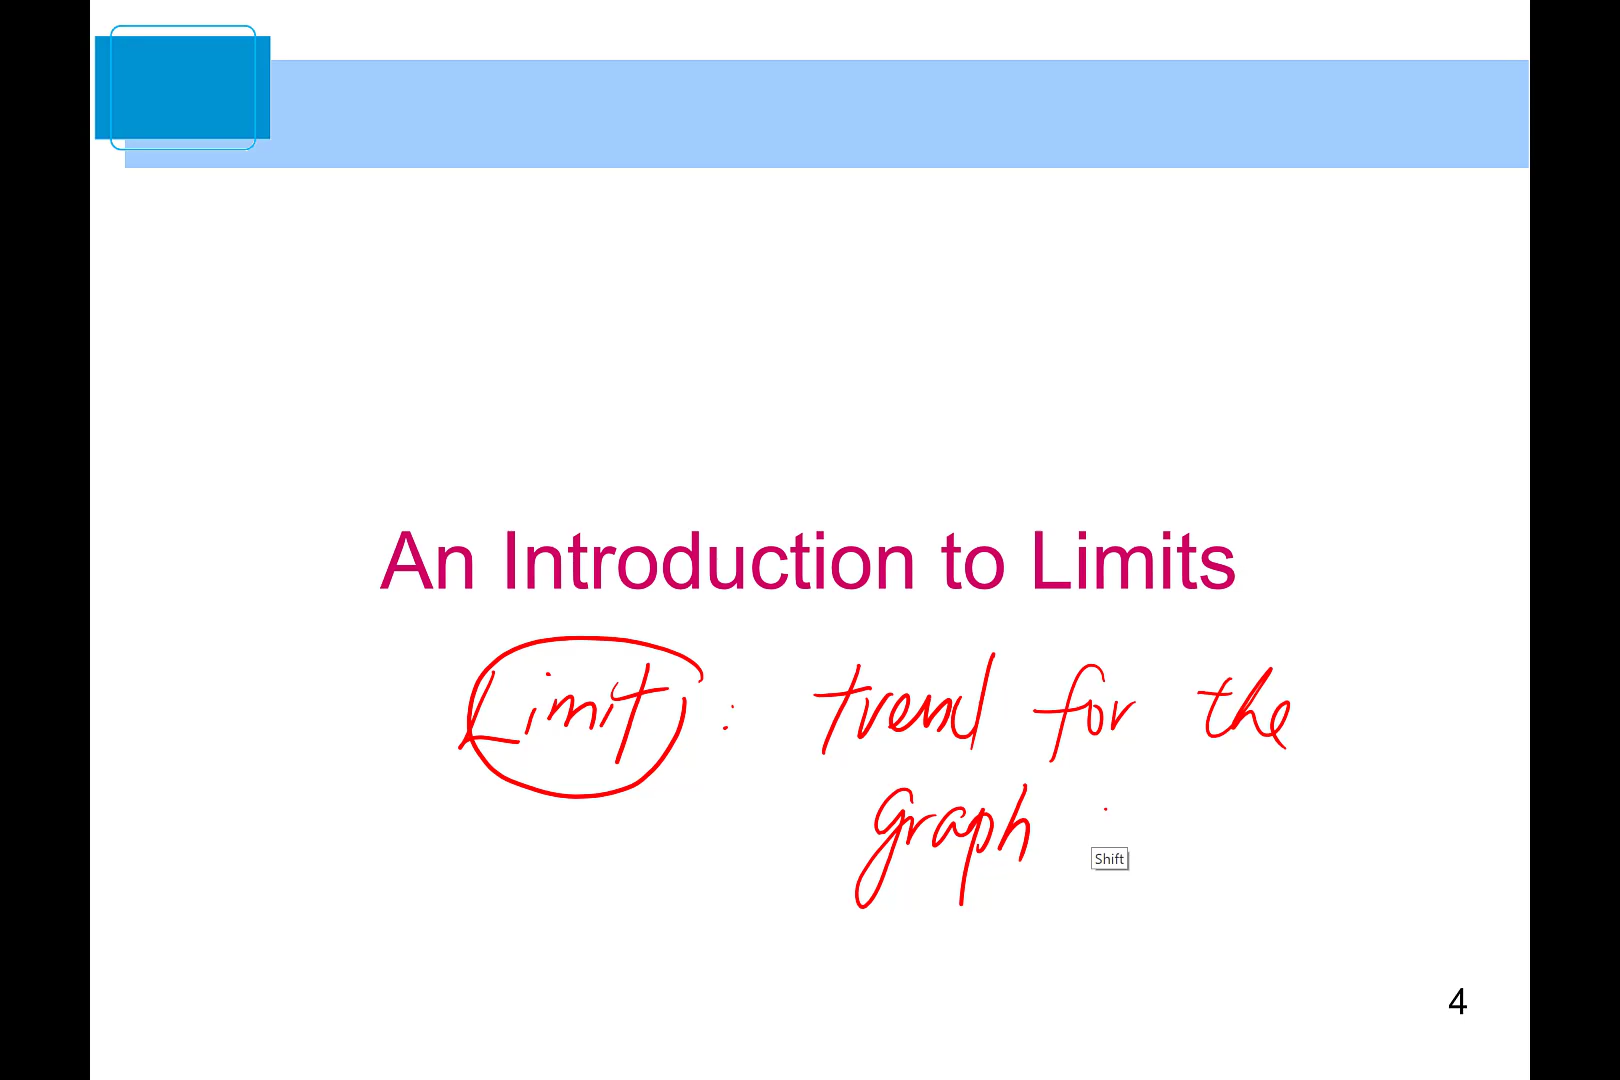 An Introduction to Limits
Limit : trend for the
graph
Shift
4